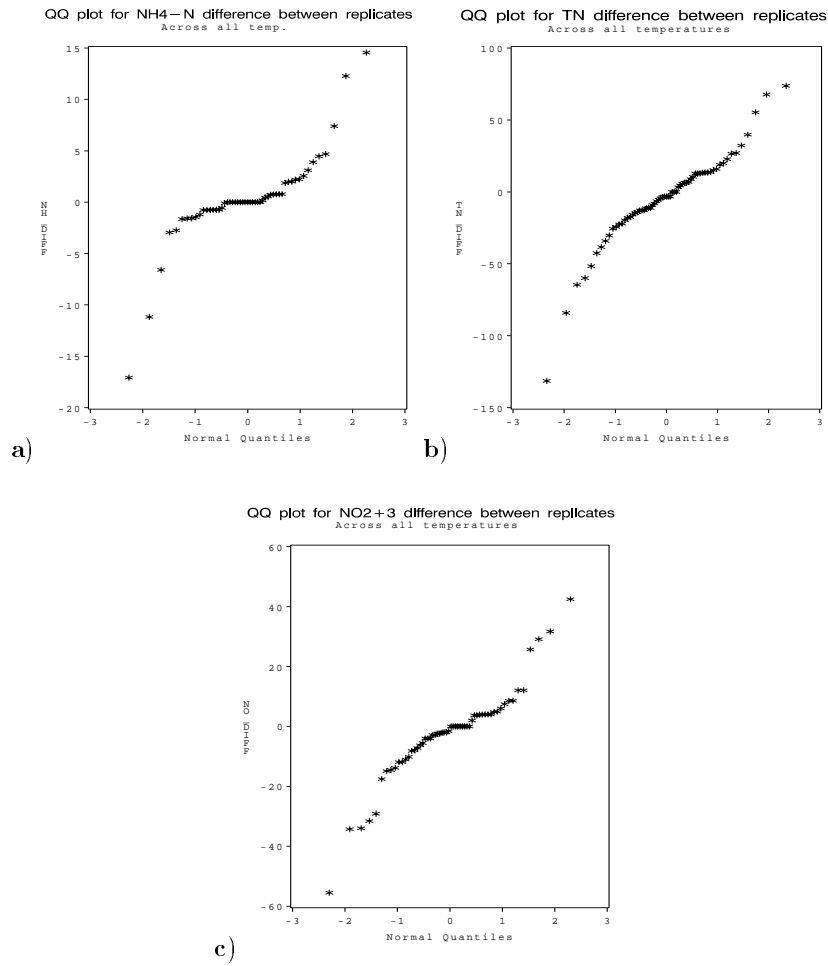 QQ plot for NH4-N difference between replicates
Across all temp.
15
10
5
0
-5
-10
-15
-20
NH_DIFF
-3 -2 -1 0 1 2 3
Normal Quantiles
a)
QQ plot for TN difference between replicates
Across all temperatures
100
50
0
-50
-100
-150
TN_DIFF
-3 -2 -1 0 1 2 3
Normal Quantiles
b)
QQ plot for NO2+3 difference between replicates
Across all temperatures
60
40
20
0
-20
-40
-60
NO_DIFF
-3 -2 -1 0 1 2 3
Normal Quantiles
c)